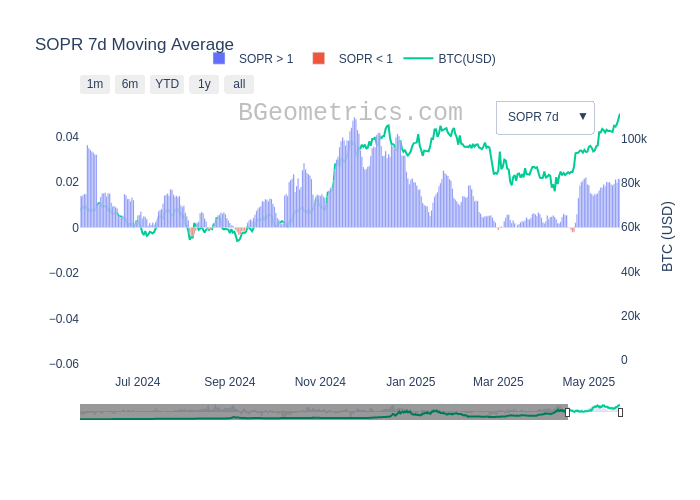 SOPR 7d Moving Average
SOPR > 1
SOPR < 1
BTC(USD)
1m
6m
YTD
1y
all
BGeometrics.com
SOPR 7d
▼
0.04
0.02
0
−0.02
−0.04
−0.06
100k
80k
60k
40k
20k
0
BTC (USD)
Jul 2024
Sep 2024
Nov 2024
Jan 2025
Mar 2025
May 2025